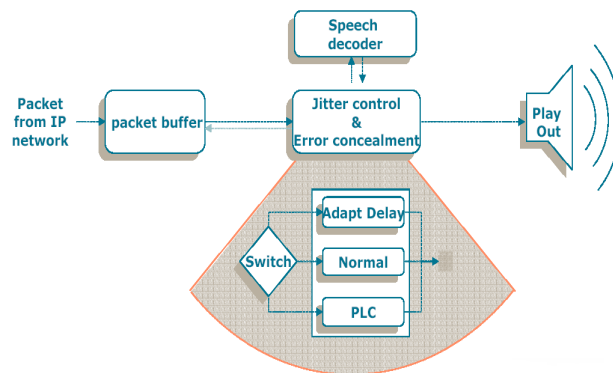 Speech
decoder
Packet
from IP
network
packet buffer
Jitter control
&
Error concealment
Play
Out
Adapt Delay
Switch
Normal
PLC